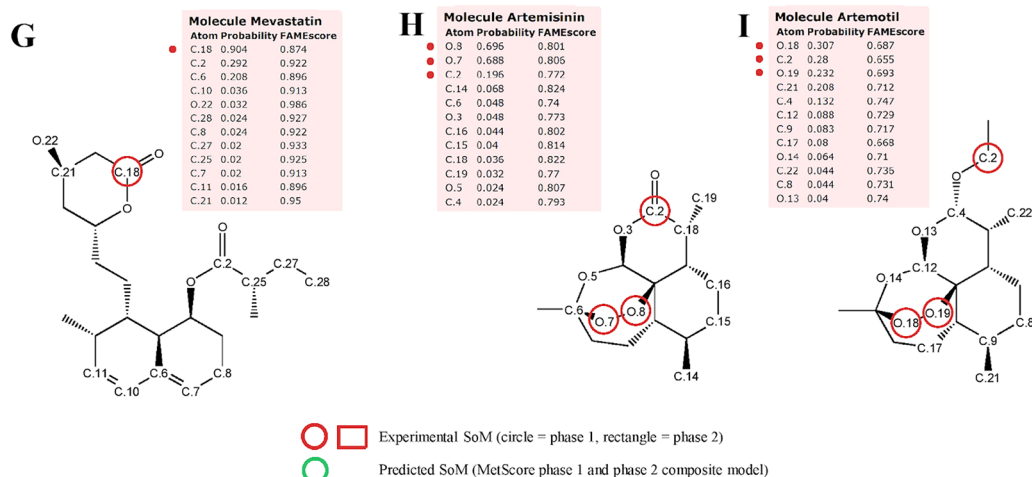 G
Molecule Mevastatin
Atom Probability FAMEscore
C.18 0.904 0.874
C.2 0.292 0.922
C.6 0.208 0.896
C.10 0.036 0.913
O.22 0.032 0.986
C.28 0.024 0.927
C.8 0.024 0.922
C.27 0.02 0.933
C.25 0.02 0.925
C.7 0.02 0.913
C.11 0.016 0.896
C.21 0.012 0.95
O.22
C.21
C.18
O
O
O
C.2
C.27
O
C.25
C.28
C.11
C.6
C.8
C.10
C.7
H
Molecule Artemisinin
Atom Probability FAMEscore
O.8 0.696 0.801
O.7 0.688 0.806
C.2 0.196 0.772
C.14 0.068 0.824
C.6 0.048 0.74
O.3 0.048 0.773
C.16 0.044 0.802
C.15 0.04 0.814
C.18 0.036 0.822
C.19 0.032 0.77
O.5 0.024 0.807
C.4 0.024 0.793
O
C.19
C.2
O.3
C.18
O.5
C.16
C.6
O.7
O.8
C.15
C.14
I
Molecule Artemotil
Atom Probability FAMEscore
O.18 0.307 0.687
C.2 0.28 0.655
O.19 0.232 0.693
C.21 0.208 0.712
C.4 0.132 0.747
C.12 0.088 0.729
C.9 0.083 0.717
C.17 0.08 0.668
O.14 0.064 0.71
C.22 0.044 0.736
C.8 0.044 0.731
O.13 0.04 0.74
C.2
O
C.4
C.22
O.13
O.14
C.12
O.18
O.19
C.8
C.17
C.9
C.21
Experimental SoM (circle = phase 1, rectangle = phase 2)
Predicted SoM (MetScore phase 1 and phase 2 composite model)